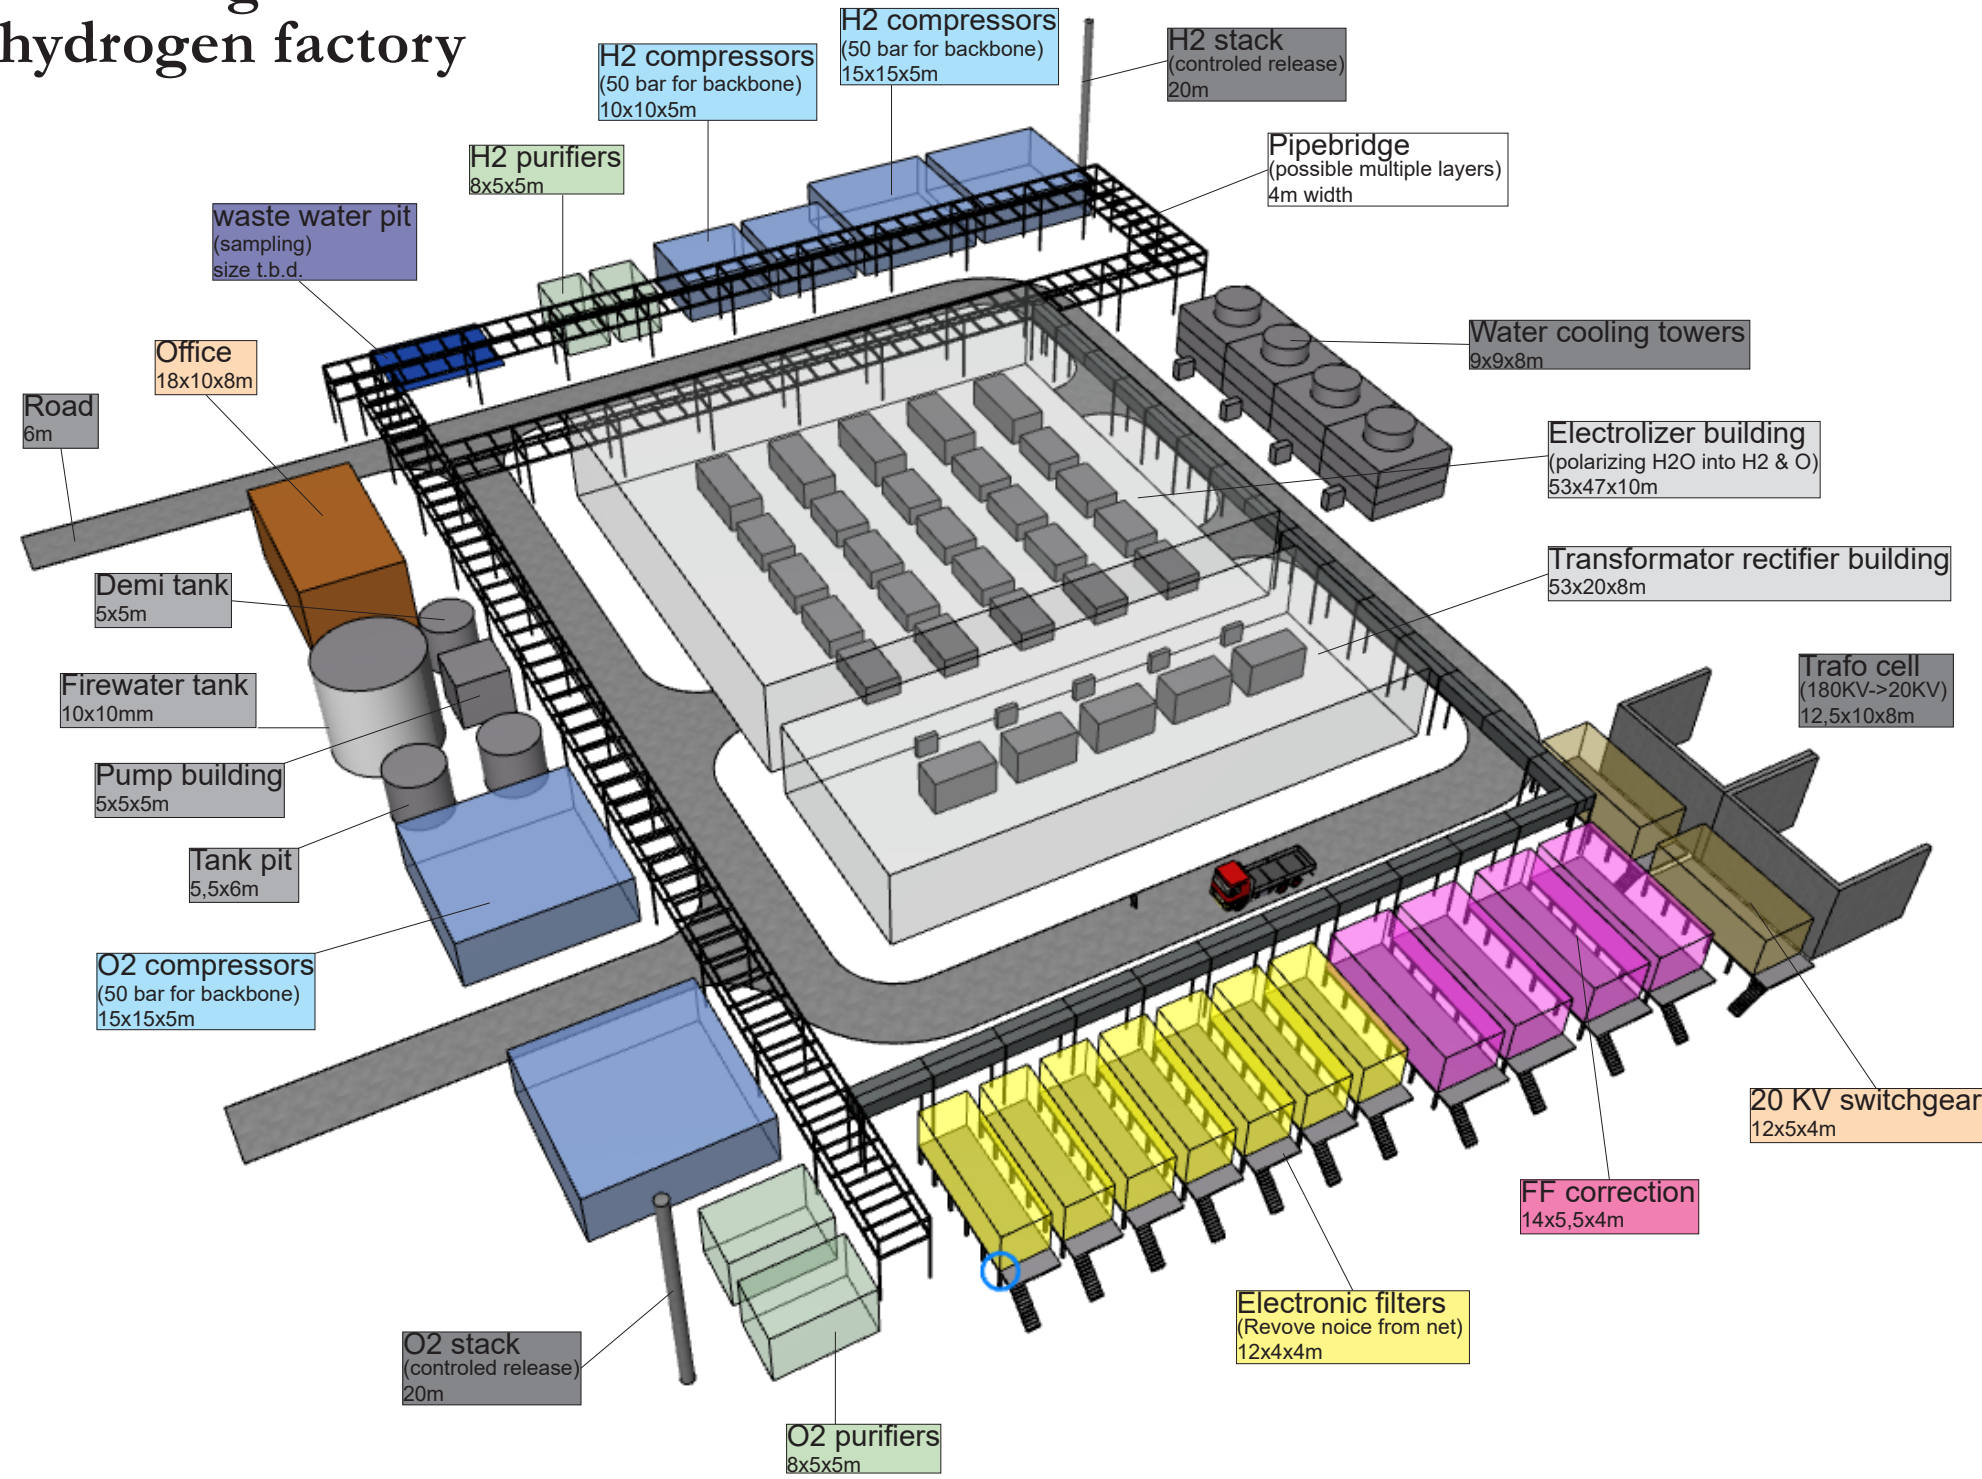 hydrogen factory
H2 compressors
(50 bar for backbone)
15x15x5m
H2 stack
(controled release)
20m
H2 compressors
(50 bar for backbone)
10x10x5m
Pipebridge
(possible multiple layers)
4m width
H2 purifiers
8x5x5m
waste water pit
(sampling)
size t.b.d.
Water cooling towers
9x9x8m
Office
18x10x8m
Road
6m
Electrolizer building
(polarizing H2O into H2 & O)
53x47x10m
Transformator rectifier building
53x20x8m
Demi tank
5x5m
Trafo cell
(180KV->20KV)
12,5x10x8m
Firewater tank
10x10mm
Pump building
5x5x5m
Tank pit
5,5x6m
O2 compressors
(50 bar for backbone)
15x15x5m
20 KV switchgear
12x5x4m
FF correction
14x5,5x4m
Electronic filters
(Revove noice from net)
12x4x4m
O2 stack
(controled release)
20m
O2 purifiers
8x5x5m